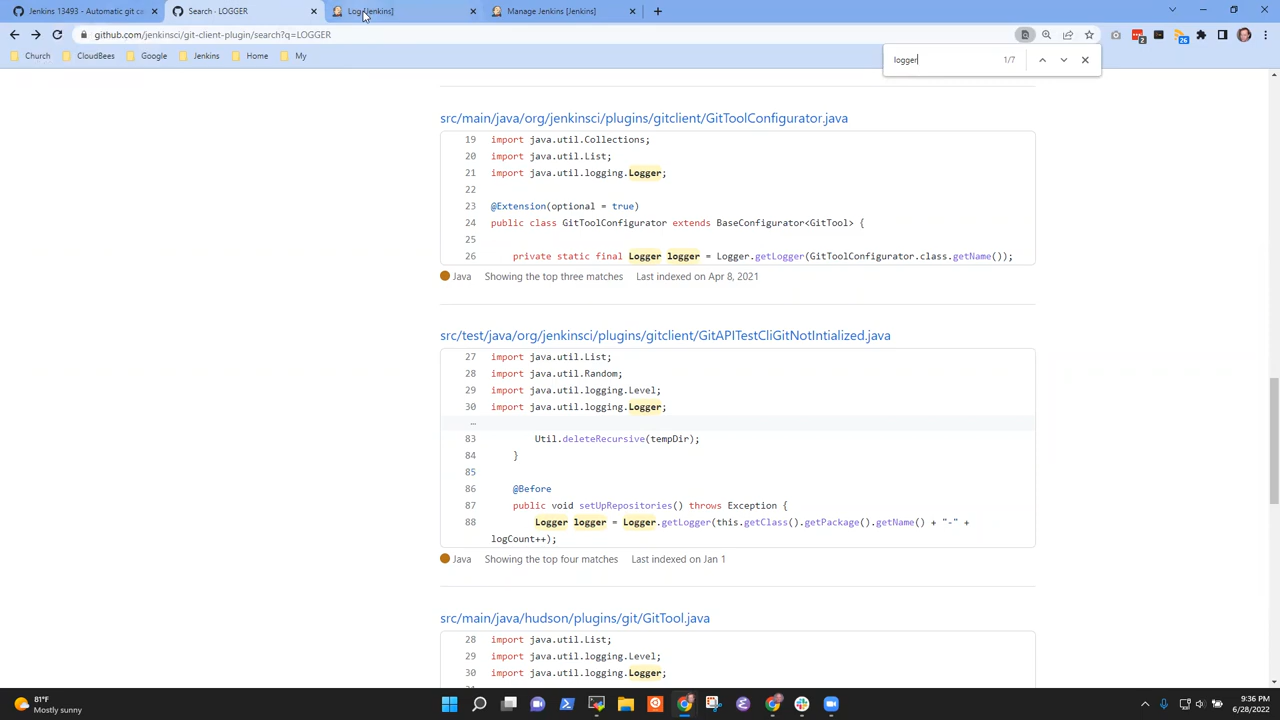 Jenkins 13493 - Automatic git ca
Search · LOGGER
Log [Jenkins]
Manage Jenkins [Jenkins]
github.com/jenkinsci/git-client-plugin/search?q=LOGGER
2
26
Church
CloudBees
Google
Jenkins
Home
My
logger
1/7
src/main/java/org/jenkinsci/plugins/gitclient/GitToolConfigurator.java
19 import java.util.Collections;
20 import java.util.List;
21 import java.util.logging.Logger;
22
23 @Extension(optional = true)
24 public class GitToolConfigurator extends BaseConfigurator<GitTool> {
25
26 private static final Logger logger = Logger.getLogger(GitToolConfigurator.class.getName());
Java Showing the top three matches Last indexed on Apr 8, 2021
src/test/java/org/jenkinsci/plugins/gitclient/GitAPITestCliGitNotIntialized.java
27 import java.util.List;
28 import java.util.Random;
29 import java.util.logging.Level;
30 import java.util.logging.Logger;
…
83 Util.deleteRecursive(tempDir);
84 }
85
86 @Before
87 public void setUpRepositories() throws Exception {
88 Logger logger = Logger.getLogger(this.getClass().getPackage().getName() + "-" +
logCount++);
Java Showing the top four matches Last indexed on Jan 1
src/main/java/hudson/plugins/git/GitTool.java
28 import java.util.List;
29 import java.util.logging.Level;
30 import java.util.logging.Logger;
81°F
Mostly sunny
9:36 PM
6/28/2022